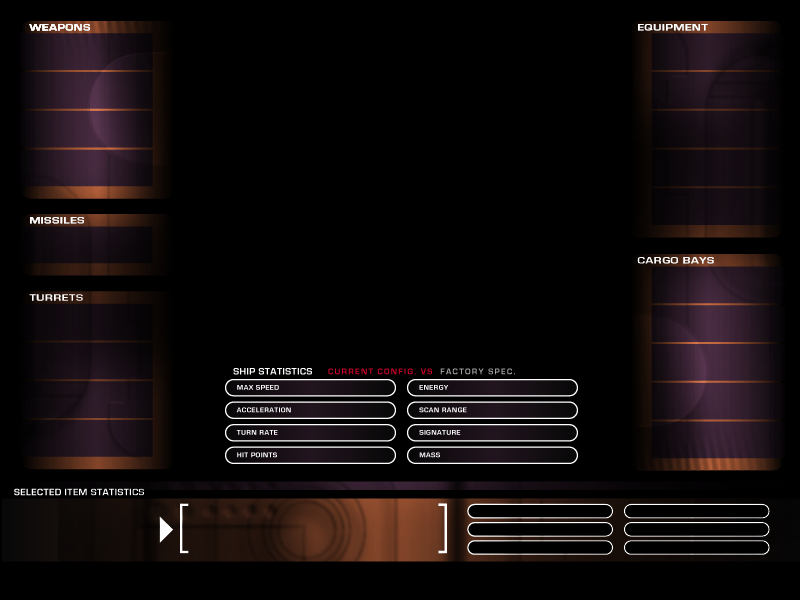 WEAPONS
EQUIPMENT
MISSILES
CARGO BAYS
TURRETS
SHIP STATISTICS CURRENT CONFIG. VS FACTORY SPEC.
MAX SPEED
ENERGY
ACCELERATION
SCAN RANGE
TURN RATE
SIGNATURE
HIT POINTS
MASS
SELECTED ITEM STATISTICS